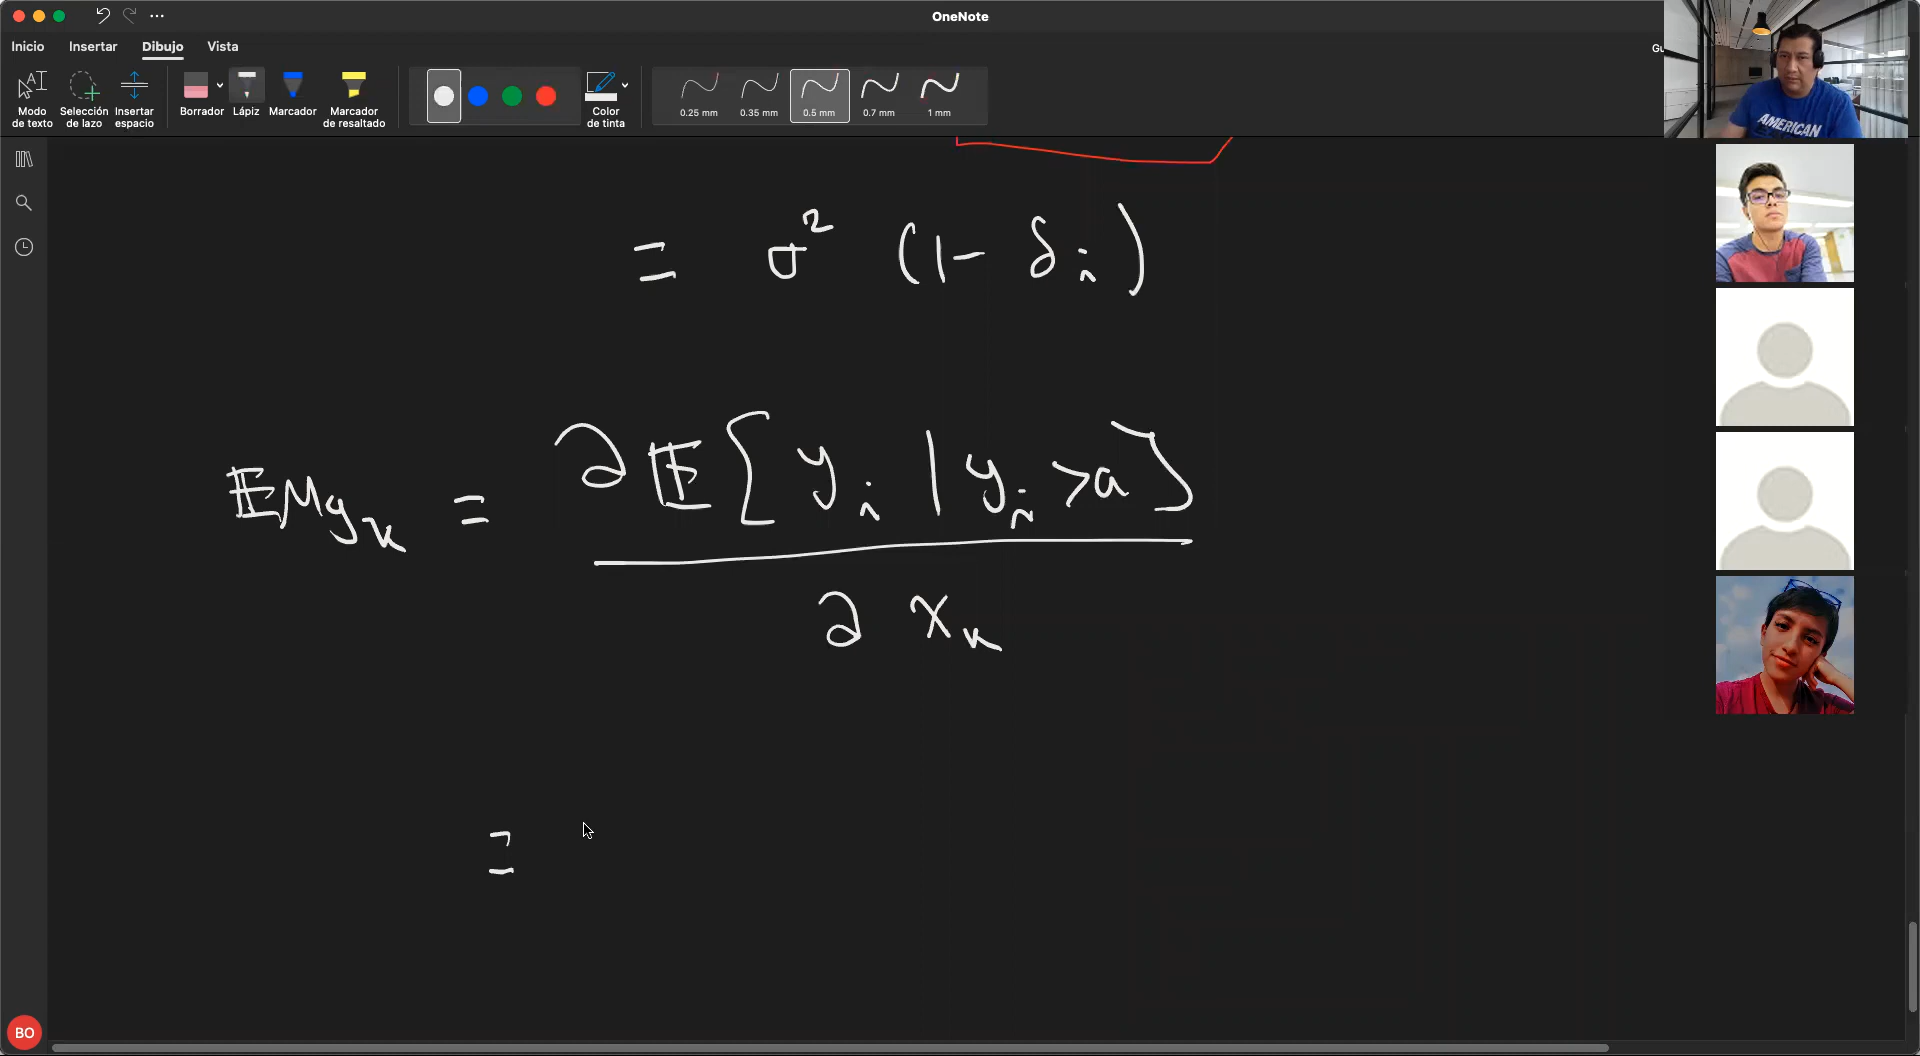 OneNote
Inicio Insertar Dibujo Vista
Gu
Modo de texto Selección de lazo Insertar espacio Borrador Lápiz Marcador Marcador de resaltado Color de tinta 0.25 mm 0.35 mm 0.5 mm 0.7 mm 1 mm
AMERICAN
= σ² (1 - δᵢ)
𝔼Mgₖ = ∂𝔼[yᵢ | yᵢ > a]
∂ xₖ
=
BO